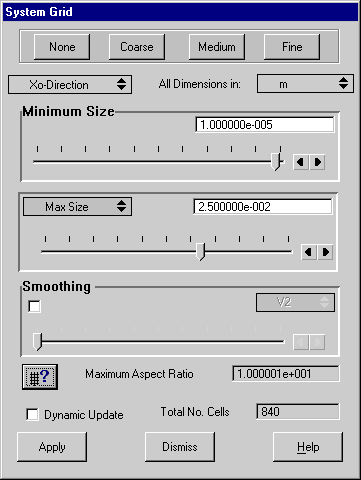 System Grid
None Coarse Medium Fine
Xo-Direction All Dimensions in: m
Minimum Size
1.000000e-005
Max Size 2.500000e-002
Smoothing
V2
#? Maximum Aspect Ratio 1.000001e+001
Dynamic Update Total No. Cells 840
Apply Dismiss Help